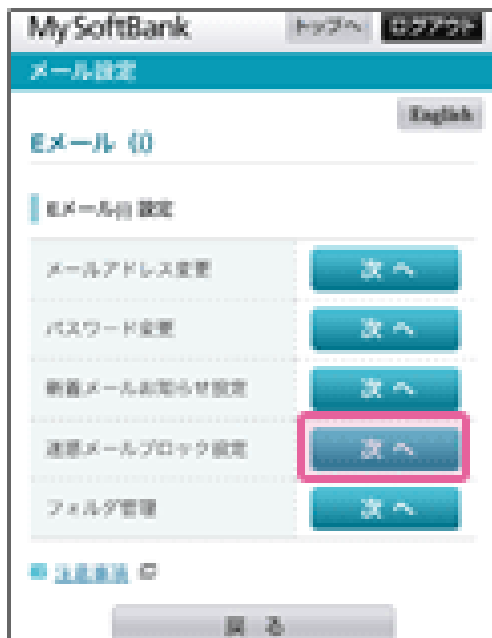 My SoftBank トップへ ログアウト
メール設定
English
Eメール (i)
Eメール(i) 設定
メールアドレス変更 次 へ
パスワード変更 次 へ
新着メールお知らせ設定 次 へ
迷惑メールブロック設定 次 へ
フォルダ管理 次 へ
注意事項
戻 る